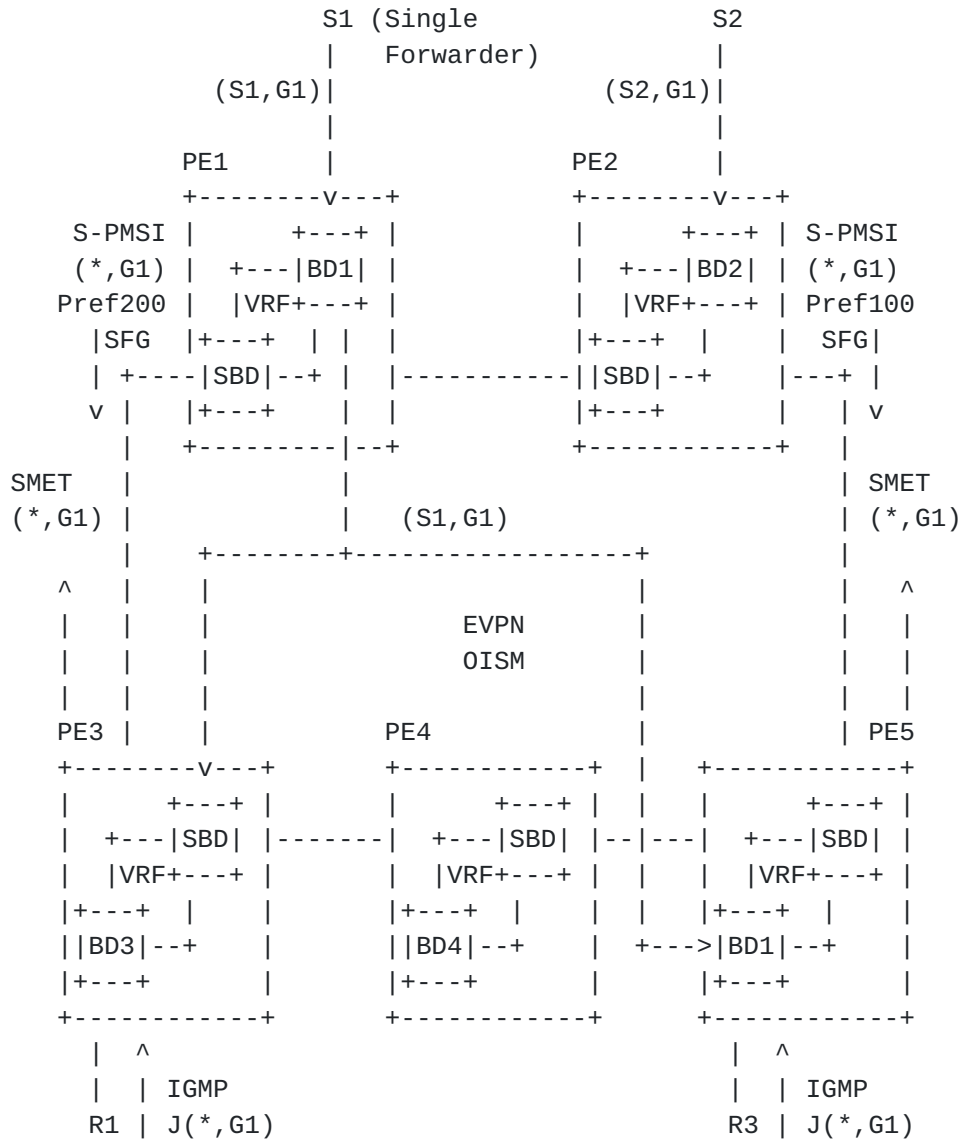 S1 (Single                 S2
|   Forwarder)             |
(S1,G1)|                  (S2,G1)|
|                        |
PE1        |             PE2        |
+--------v---+           +--------v---+
S-PMSI |      +---+ |           |      +---+ | S-PMSI
(*,G1) |  +---|BD1| |           |  +---|BD2| | (*,G1)
Pref200 |  |VRF+---+ |           |  |VRF+---+ | Pref100
|SFG  |+---+  | |  |           |+---+  |    |  SFG|
| +----|SBD|--+ |  |-----------||SBD|--+    |---+ |
v |   |+---+    |  |           |+---+       |   | v
|   +---------|--+           +------------+   |
SMET   |             |                               | SMET
(*,G1) |             |   (S1,G1)                     | (*,G1)
|    +--------+------------------+           |
^   |    |                           |           |   ^
|   |    |               EVPN        |           |   |
|   |    |               OISM        |           |   |
|   |    |                           |           |   |
PE3 |    |          PE4              |           | PE5
+--------v---+      +------------+  |   +------------+
|      +---+ |      |      +---+ |  |   |      +---+ |
|  +---|SBD| |-------|  +---|SBD| |--|---|  +---|SBD| |
|  |VRF+---+ |      |  |VRF+---+ |  |   |  |VRF+---+ |
|+---+  |    |      |+---+  |    |  |   |+---+  |    |
||BD3|--+    |      ||BD4|--+    |  +--->|BD1|--+    |
|+---+       |      |+---+       |      |+---+       |
+------------+      +------------+      +------------+
|  ^                                     |  ^
|  | IGMP                                |  | IGMP
R1 | J(*,G1)                             R3 | J(*,G1)